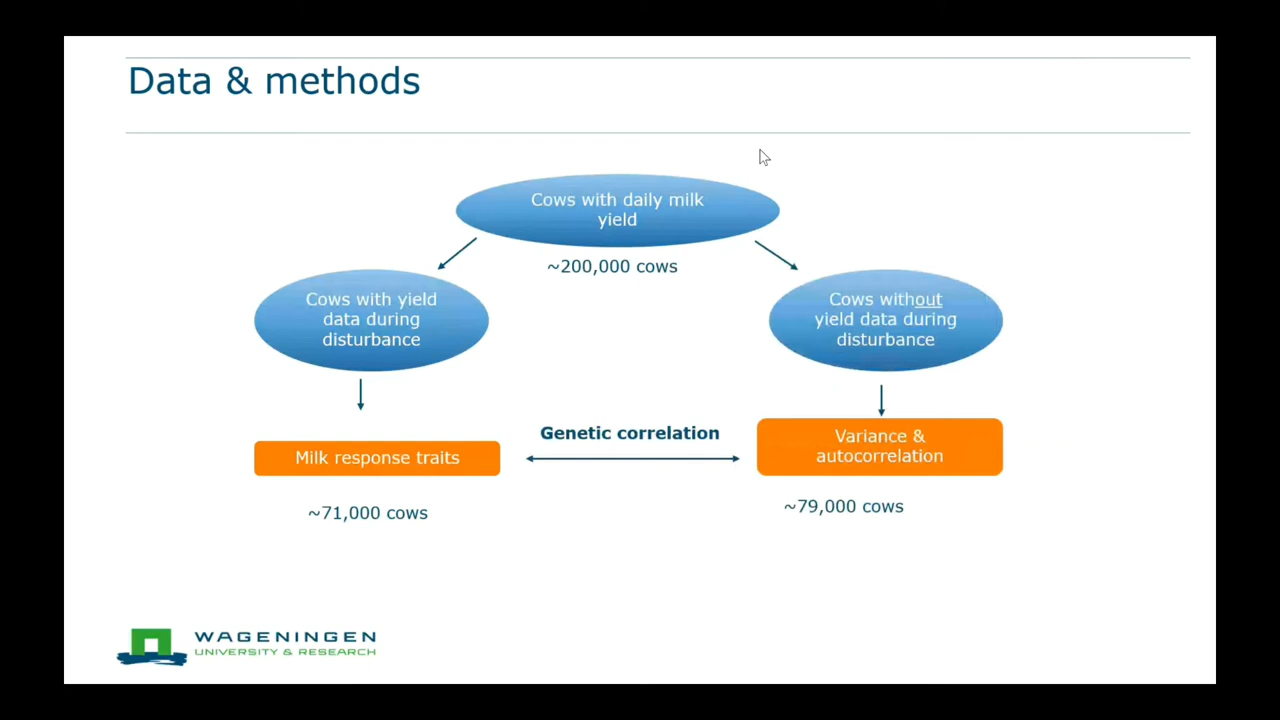 Data & methods
Cows with daily milk
yield
~200,000 cows
Cows with yield
data during
disturbance
Cows without
yield data during
disturbance
Genetic correlation
Milk response traits
Variance &
autocorrelation
~71,000 cows
~79,000 cows
WAGENINGEN
UNIVERSITY & RESEARCH